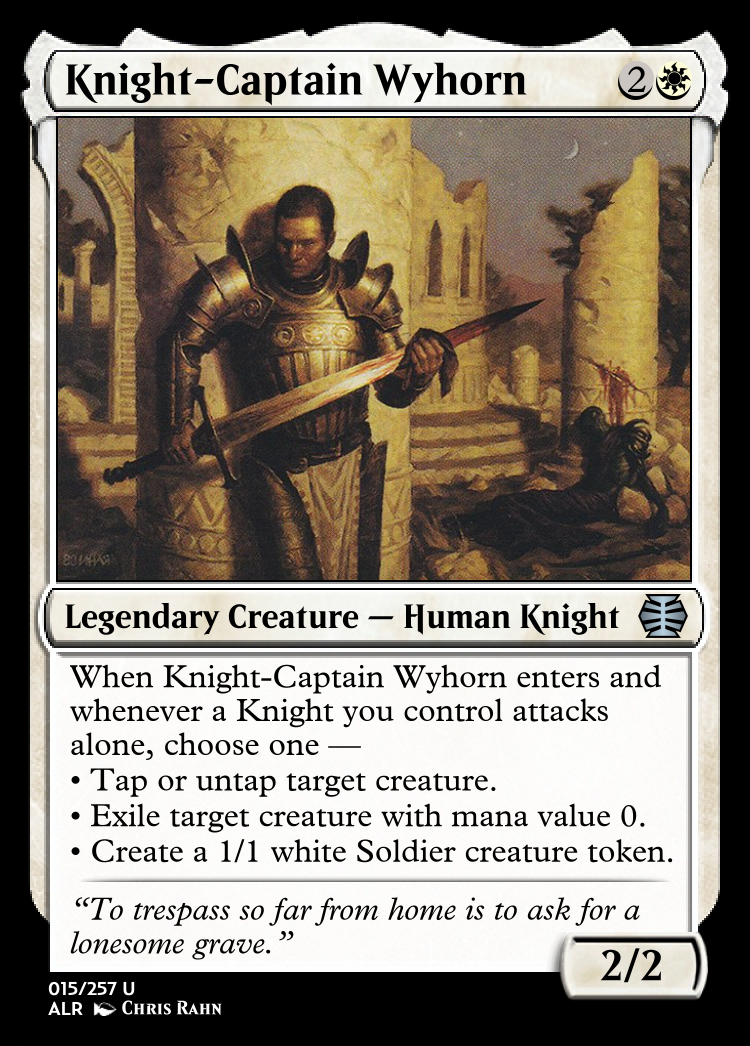 Knight-Captain Wyhorn 2
Legendary Creature — Human Knight
When Knight-Captain Wyhorn enters and
whenever a Knight you control attacks
alone, choose one —
• Tap or untap target creature.
• Exile target creature with mana value 0.
• Create a 1/1 white Soldier creature token.
“To trespass so far from home is to ask for a
lonesome grave.”
2/2
015/257 U
ALR Chris Rahn